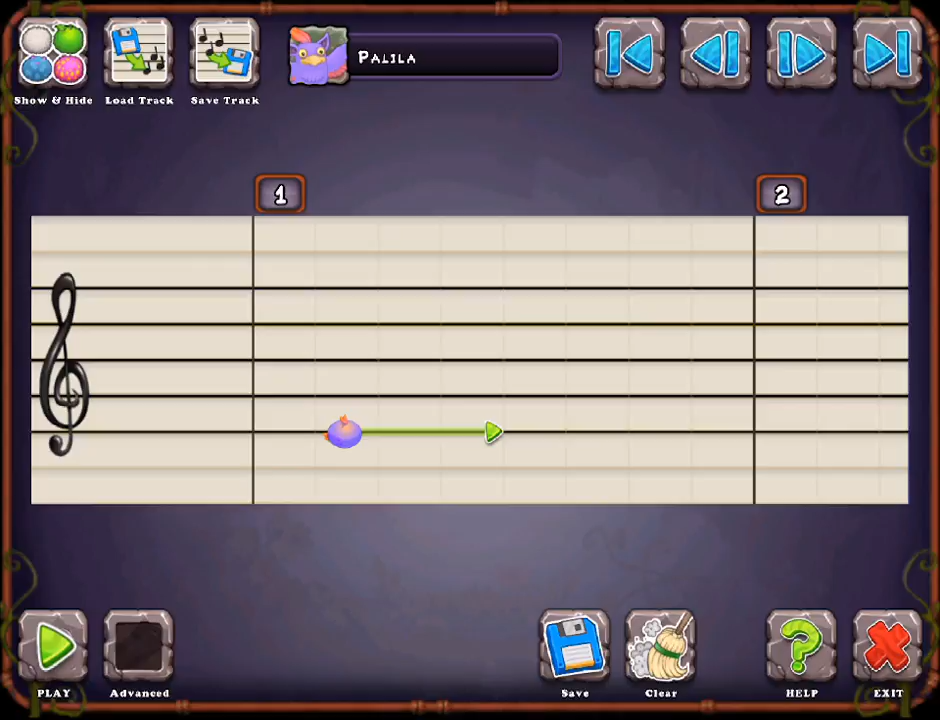 Palila
Show & Hide
Load Track
Save Track
1
2
PLAY
Advanced
Save
Clear
HELP
EXIT